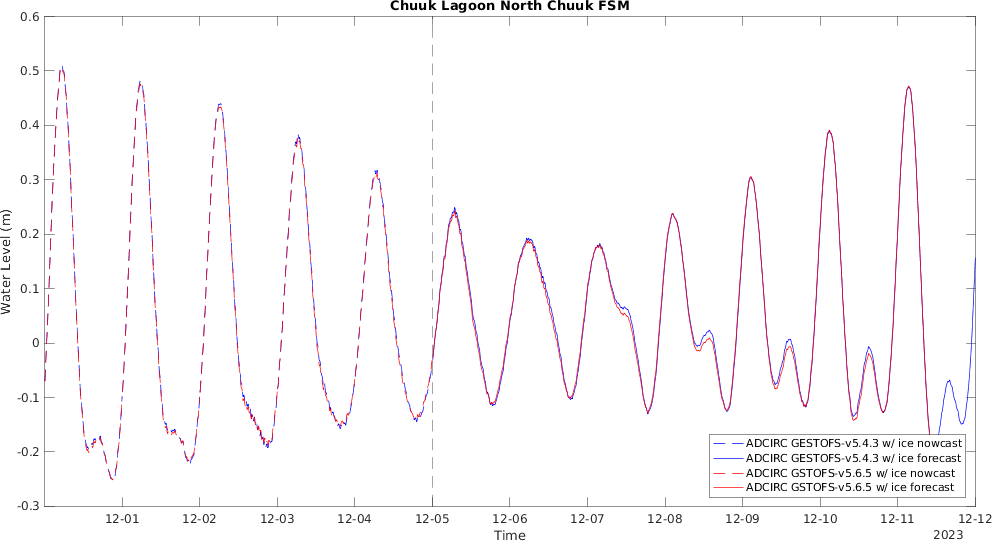 Chuuk Lagoon North Chuuk FSM
0.6
0.5
0.4
0.3
0.2
0.1
0
-0.1
-0.2
-0.3
Water Level (m)
ADCIRC GESTOFS-v5.4.3 w/ ice nowcast
ADCIRC GESTOFS-v5.4.3 w/ ice forecast
ADCIRC GSTOFS-v5.6.5 w/ ice nowcast
ADCIRC GSTOFS-v5.6.5 w/ ice forecast
12-01 12-02 12-03 12-04 12-05 12-06 12-07 12-08 12-09 12-10 12-11 12-12
Time
2023